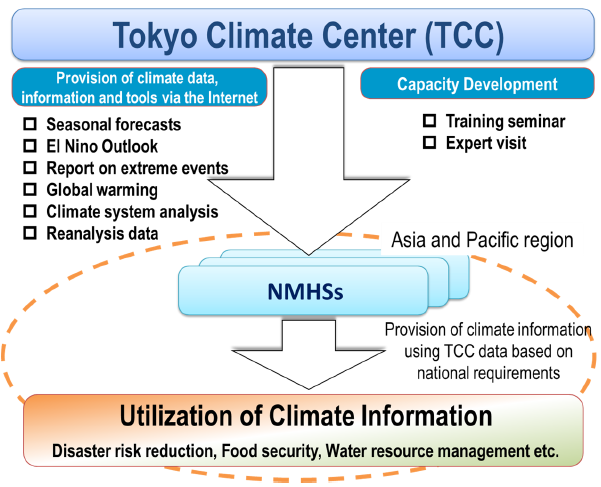 Tokyo Climate Center (TCC)
Provision of climate data,
information and tools via the Internet
Seasonal forecasts
El Nino Outlook
Report on extreme events
Global warming
Climate system analysis
Reanalysis data
Capacity Development
Training seminar
Expert visit
Asia and Pacific region
NMHSs
Provision of climate information
using TCC data based on
national requirements
Utilization of Climate Information
Disaster risk reduction, Food security, Water resource management etc.